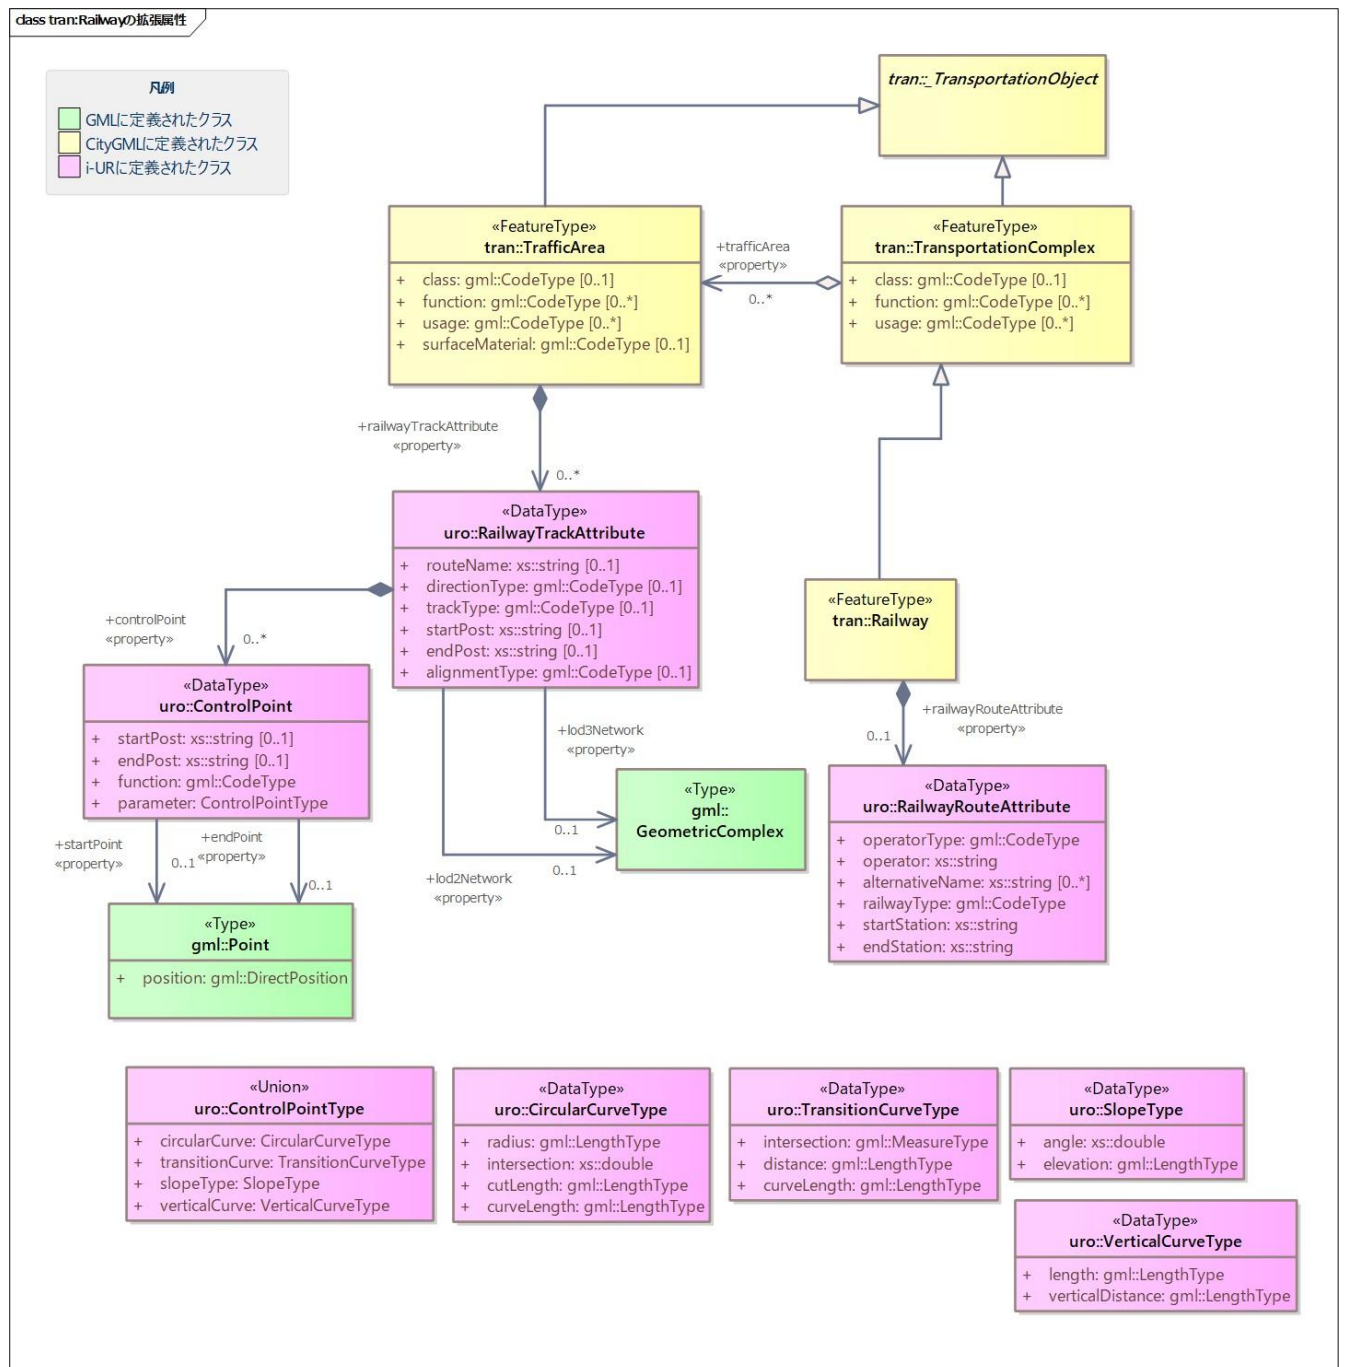 class tran:Railwayの拡張属性
凡例
GMLに定義されたクラス
CityGMLに定義されたクラス
i-URに定義されたクラス
tran::_TransportationObject
«FeatureType»
tran::TrafficArea
+ class: gml::CodeType [0..1]
+ function: gml::CodeType [0..*]
+ usage: gml::CodeType [0..*]
+ surfaceMaterial: gml::CodeType [0..1]
+trafficArea
«property»
0..*
«FeatureType»
tran::TransportationComplex
+ class: gml::CodeType [0..1]
+ function: gml::CodeType [0..*]
+ usage: gml::CodeType [0..*]
+railwayTrackAttribute
«property»
0..*
«DataType»
uro::RailwayTrackAttribute
+ routeName: xs::string [0..1]
+ directionType: gml::CodeType [0..1]
+ trackType: gml::CodeType [0..1]
+ startPost: xs::string [0..1]
+ endPost: xs::string [0..1]
+ alignmentType: gml::CodeType [0..1]
+controlPoint
«property»
0..*
«FeatureType»
tran::Railway
«DataType»
uro::ControlPoint
+ startPost: xs::string [0..1]
+ endPost: xs::string [0..1]
+ function: gml::CodeType
+ parameter: ControlPointType
+lod3Network
«property»
0..1
+lod2Network
«property»
0..1
«Type»
gml::
GeometricComplex
+railwayRouteAttribute
«property»
0..1
«DataType»
uro::RailwayRouteAttribute
+ operatorType: gml::CodeType
+ operator: xs::string
+ alternativeName: xs::string [0..*]
+ railwayType: gml::CodeType
+ startStation: xs::string
+ endStation: xs::string
+startPoint
«property»
0..1
+endPoint
«property»
0..1
«Type»
gml::Point
+ position: gml::DirectPosition
«Union»
uro::ControlPointType
+ circularCurve: CircularCurveType
+ transitionCurve: TransitionCurveType
+ slopeType: SlopeType
+ verticalCurve: VerticalCurveType
«DataType»
uro::CircularCurveType
+ radius: gml::LengthType
+ intersection: xs::double
+ cutLength: gml::LengthType
+ curveLength: gml::LengthType
«DataType»
uro::TransitionCurveType
+ intersection: gml::MeasureType
+ distance: gml::LengthType
+ curveLength: gml::LengthType
«DataType»
uro::SlopeType
+ angle: xs::double
+ elevation: gml::LengthType
«DataType»
uro::VerticalCurveType
+ length: gml::LengthType
+ verticalDistance: gml::LengthType